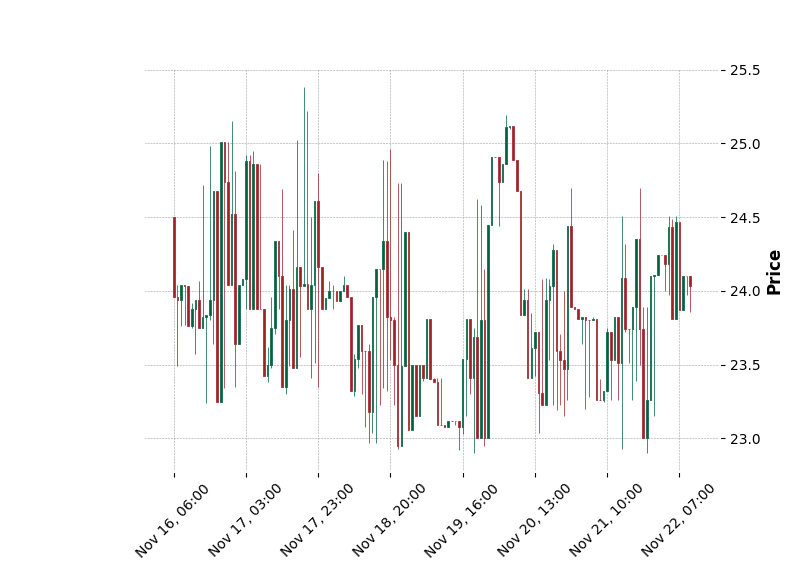 25.5
25.0
24.5
24.0
23.5
23.0
Price
Nov 16, 06:00
Nov 17, 03:00
Nov 17, 23:00
Nov 18, 20:00
Nov 19, 16:00
Nov 20, 13:00
Nov 21, 10:00
Nov 22, 07:00